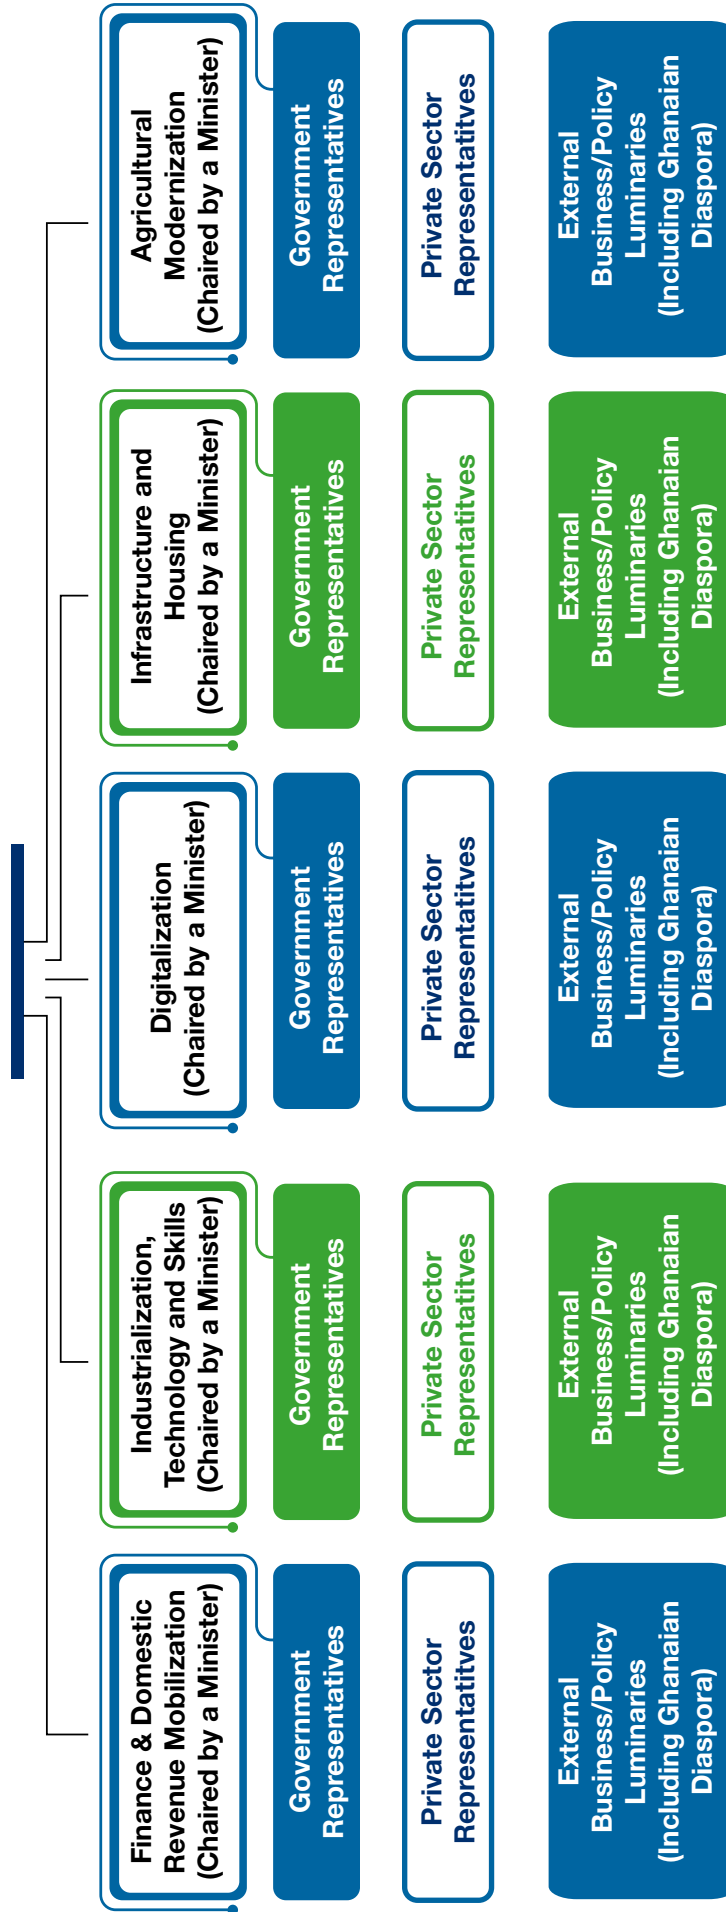 Finance & Domestic
Revenue Mobilization
(Chaired by a Minister)
Government
Representatives
Private Sector
Representatitves
External
Business/Policy
Luminaries
(Including Ghanaian
Diaspora)
Industrialization,
Technology and Skills
(Chaired by a Minister)
Government
Representatives
Private Sector
Representatitves
External
Business/Policy
Luminaries
(Including Ghanaian
Diaspora)
Digitalization
(Chaired by a Minister)
Government
Representatives
Private Sector
Representatitves
External
Business/Policy
Luminaries
(Including Ghanaian
Diaspora)
Infrastructure and
Housing
(Chaired by a Minister)
Government
Representatives
Private Sector
Representatitves
External
Business/Policy
Luminaries
(Including Ghanaian
Diaspora)
Agricultural
Modernization
(Chaired by a Minister)
Government
Representatives
Private Sector
Representatitves
External
Business/Policy
Luminaries
(Including Ghanaian
Diaspora)